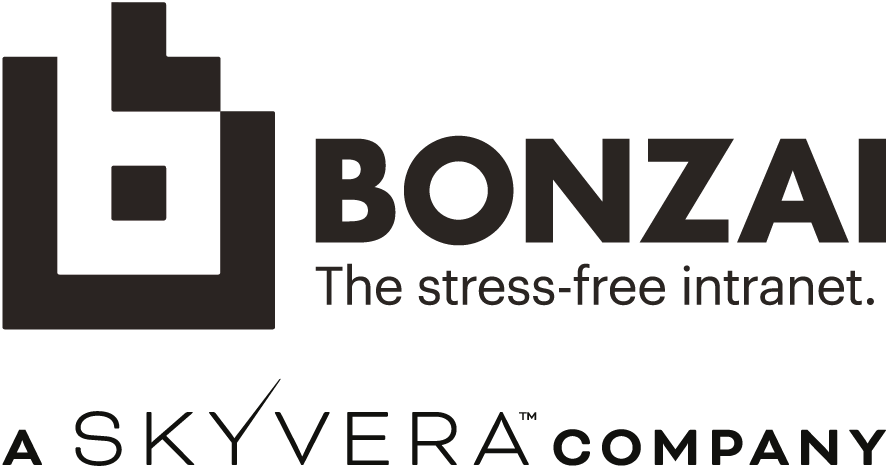 BONZAI
The stress-free intranet.
A SKYVERA™ COMPANY